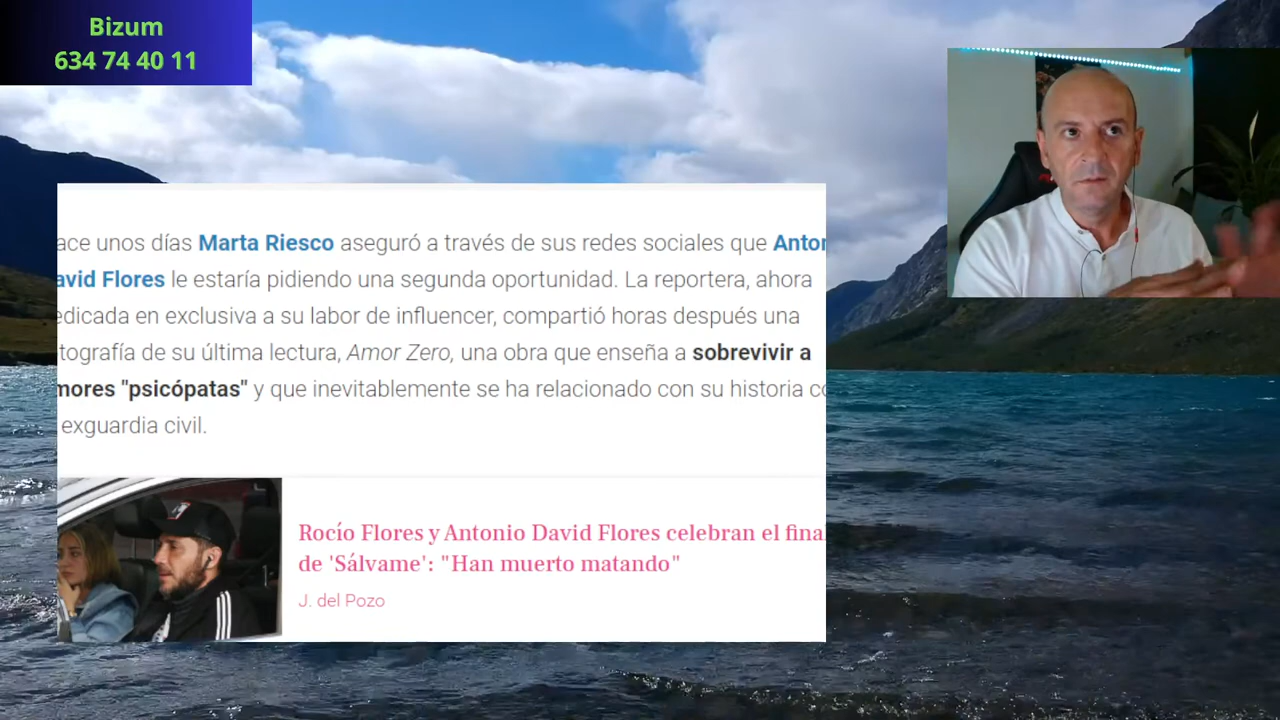 Bizum
634 74 40 11
ace unos días Marta Riesco aseguró a través de sus redes sociales que Anton
avid Flores le estaría pidiendo una segunda oportunidad. La reportera, ahora
edicada en exclusiva a su labor de influencer, compartió horas después una
tografía de su última lectura, Amor Zero, una obra que enseña a sobrevivir a
mores "psicópatas" y que inevitablemente se ha relacionado con su historia co
exguardia civil.
Rocío Flores y Antonio David Flores celebran el fina
de 'Sálvame': "Han muerto matando"
J. del Pozo